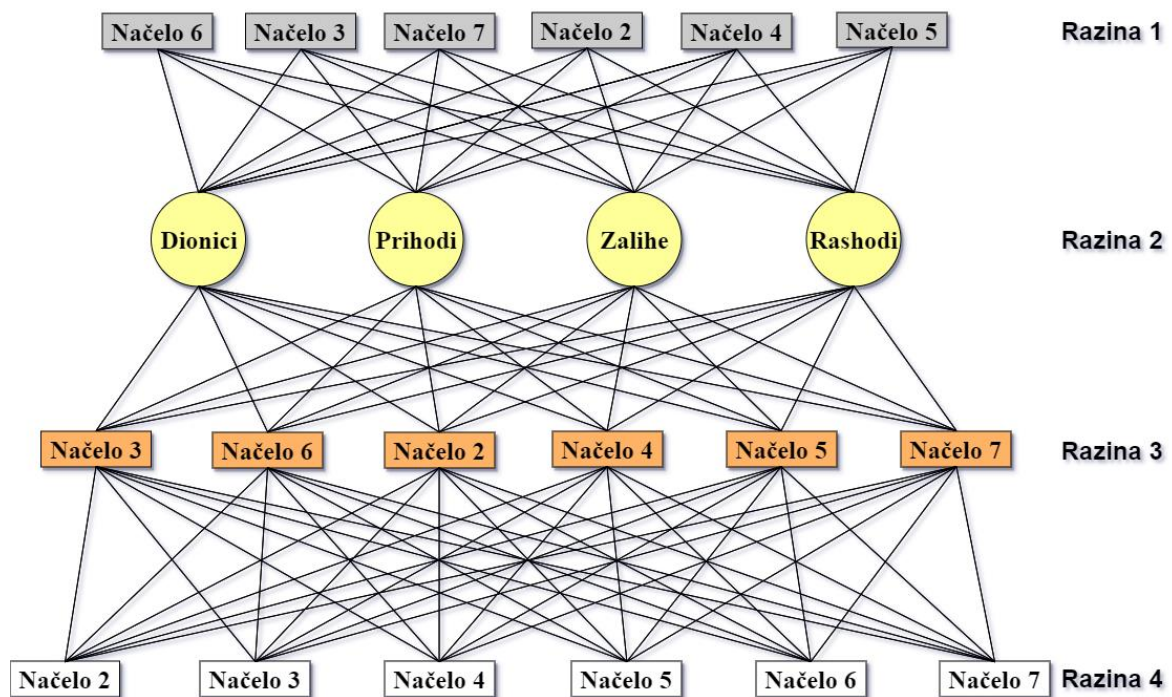 Načelo 6 Načelo 3 Načelo 7 Načelo 2 Načelo 4 Načelo 5 Razina 1
Dionici Prihodi Zalihe Rashodi Razina 2
Načelo 3 Načelo 6 Načelo 2 Načelo 4 Načelo 5 Načelo 7 Razina 3
Načelo 2 Načelo 3 Načelo 4 Načelo 5 Načelo 6 Načelo 7 Razina 4